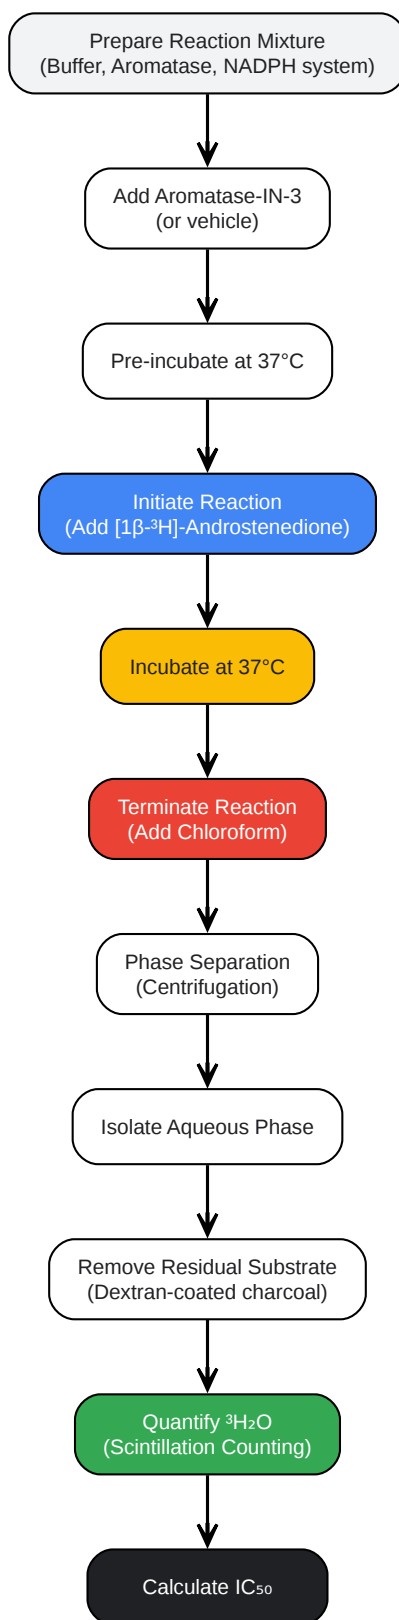 Prepare Reaction Mixture
(Buffer, Aromatase, NADPH system)
Add Aromatase-IN-3
(or vehicle)
Pre-incubate at 37°C
Initiate Reaction
(Add [1β-³H]-Androstenedione)
Incubate at 37°C
Terminate Reaction
(Add Chloroform)
Phase Separation
(Centrifugation)
Isolate Aqueous Phase
Remove Residual Substrate
(Dextran-coated charcoal)
Quantify ³H₂O
(Scintillation Counting)
Calculate IC₅₀